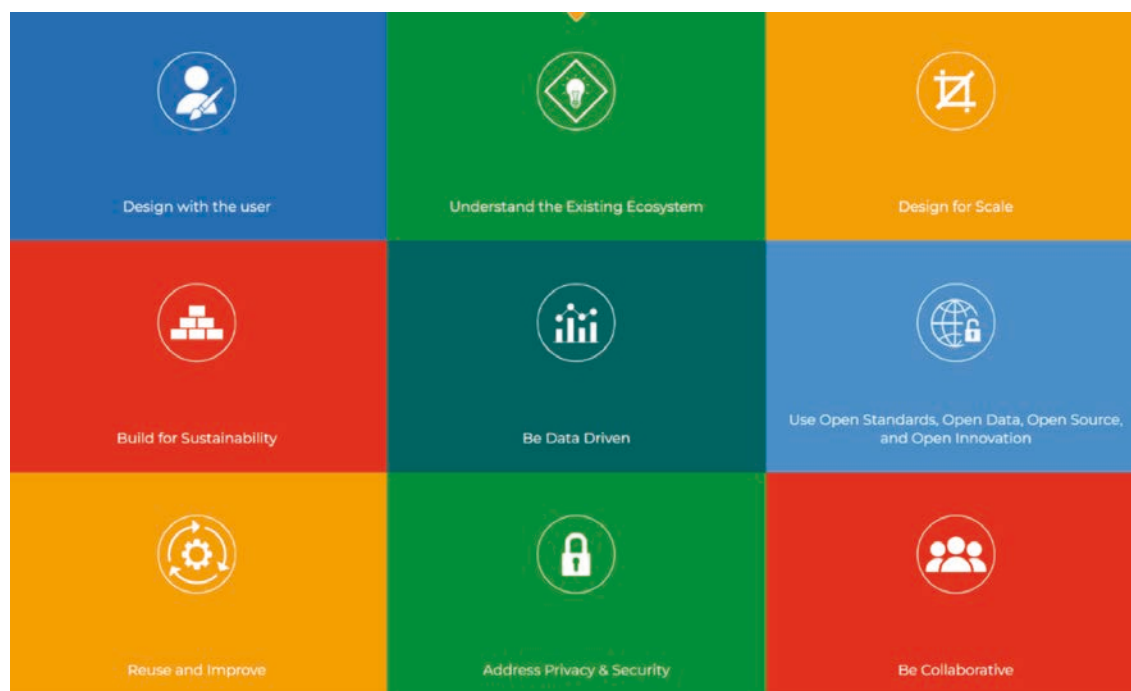 Design with the user
Understand the Existing Ecosystem
Design for Scale
Build for Sustainability
Be Data Driven
Use Open Standards, Open Data, Open Source,
and Open Innovation
Reuse and Improve
Address Privacy & Security
Be Collaborative